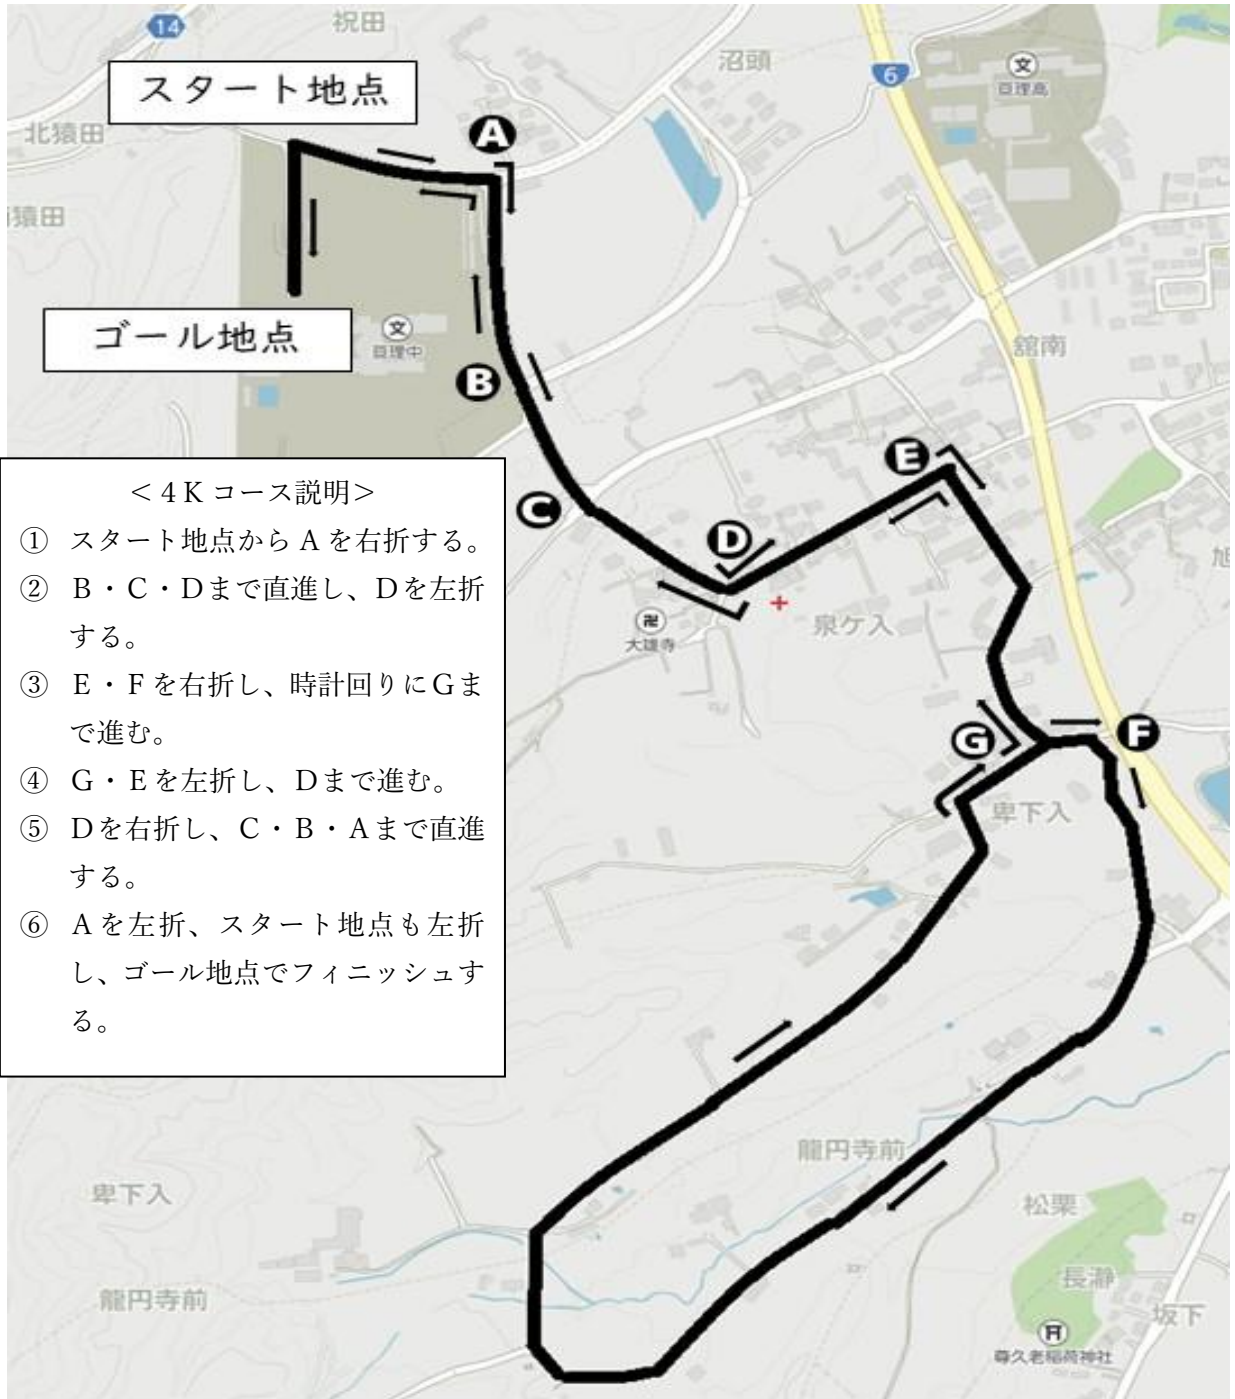 14
祝田
沼頭
6
亘理高
スタート地点
北猿田
A
猿田
ゴール地点
亘理中
B
舘南
E
<４Kコース説明>
① スタート地点からAを右折する。
② B・C・Dまで直進し、Dを左折
する。
③ E・Fを右折し、時計回りにGま
で進む。
④ G・Eを左折し、Dまで進む。
⑤ Dを右折し、C・B・Aまで直進
する。
⑥ Aを左折、スタート地点も左折
し、ゴール地点でフィニッシュす
る。
C
D
旭
泉ケ入
大雄寺
G
F
卑下入
龍円寺前
卑下入
松栗
長瀞
龍円寺前
坂下
尊久老稲荷神社